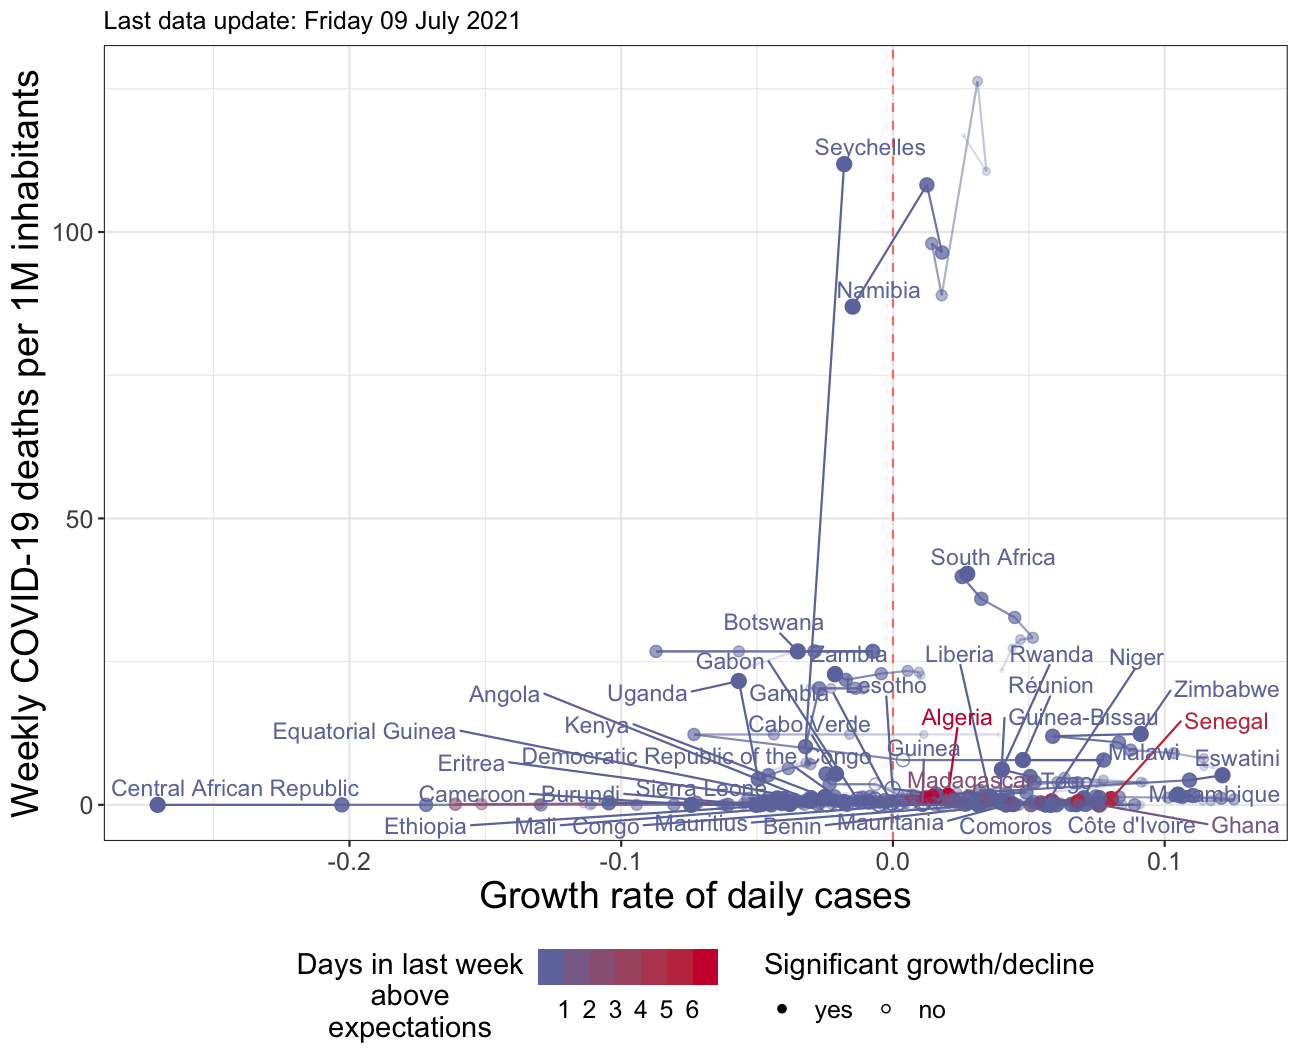 Last data update: Friday 09 July 2021
Weekly COVID-19 deaths per 1M inhabitants
100
50
0
Seychelles
Namibia
South Africa
Botswana
Zambia
Liberia
Rwanda
Niger
Gabon
Angola
Uganda
Gambia
Lesotho
Réunion
Zimbabwe
Kenya
Cabo Verde
Algeria
Guinea-Bissau
Senegal
Equatorial Guinea
Guinea
Malawi
Eswatini
Eritrea
Democratic Republic of the Congo
Madagascar
Togo
Central African Republic
Cameroon
Burundi
Sierra Leone
Mozambique
Ethiopia
Mali
Congo
Mauritius
Benin
Mauritania
Comoros
Côte d'Ivoire
Ghana
-0.2
-0.1
0.0
0.1
Growth rate of daily cases
Days in last week
above
expectations
1 2 3 4 5 6
Significant growth/decline
yes
no